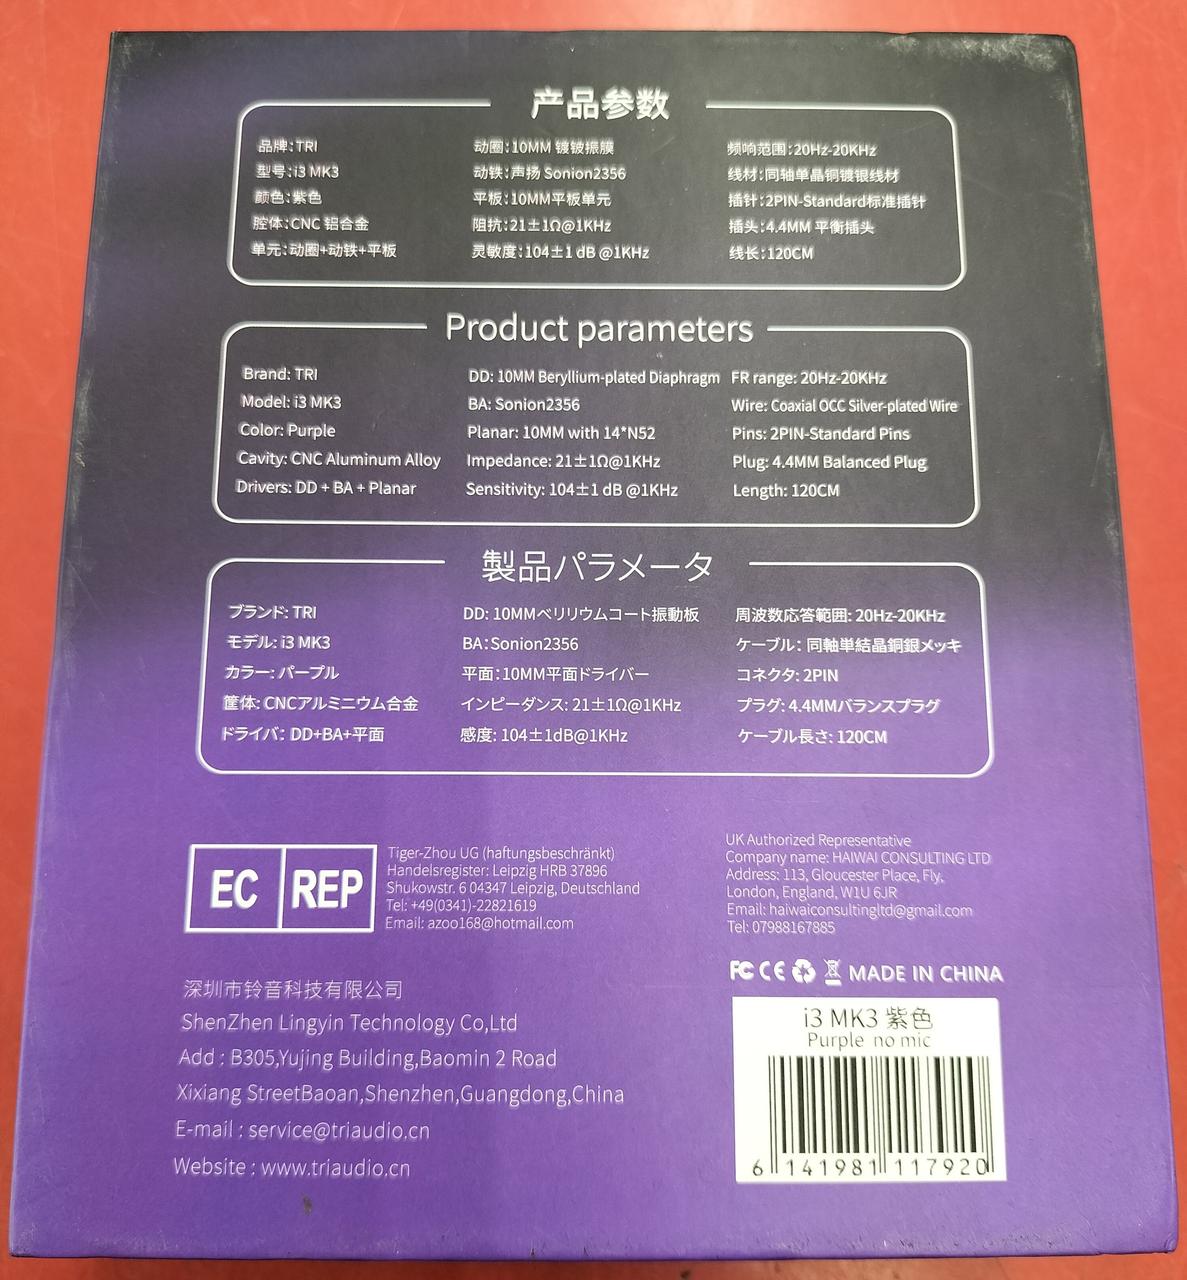 产品参数
品牌:TRI
型号:i3 MK3
颜色:紫色
腔体:CNC 铝合金
单元:动圈+动铁+平板
动圈:10MM 镀铍振膜
动铁:声扬 Sonion2356
平板:10MM平板单元
阻抗:21±1Ω@1KHz
灵敏度:104±1 dB @1KHz
频响范围:20Hz-20KHz
线材:同轴单晶铜镀银线材
插针:2PIN-Standard标准插针
插头:4.4MM 平衡插头
线长:120CM
Product parameters
Brand: TRI
Model: i3 MK3
Color: Purple
Cavity: CNC Aluminum Alloy
Drivers: DD + BA + Planar
DD: 10MM Beryllium-plated Diaphragm
BA: Sonion2356
Planar: 10MM with 14*N52
Impedance: 21±1Ω@1KHz
Sensitivity: 104±1 dB @1KHz
FR range: 20Hz-20KHz
Wire: Coaxial OCC Silver-plated Wire
Pins: 2PIN-Standard Pins
Plug: 4.4MM Balanced Plug
Length: 120CM
製品パラメータ
ブランド: TRI
モデル: i3 MK3
カラー: パープル
筐体: CNCアルミニウム合金
ドライバ: DD+BA+平面
DD: 10MMベリリウムコート振動板
BA:Sonion2356
平面:10MM平面ドライバー
インピーダンス: 21±1Ω@1KHz
感度: 104±1dB@1KHz
周波数応答範囲: 20Hz-20KHz
ケーブル: 同軸単結晶銅銀メッキ
コネクタ: 2PIN
プラグ: 4.4MMバランスプラグ
ケーブル長さ: 120CM
EC REP
Tiger-Zhou UG (haftungsbeschränkt)
Handelsregister: Leipzig HRB 37896
Shukowstr. 6 04347 Leipzig, Deutschland
Tel: +49(0341)-22821619
Email: azoo168@hotmail.com
UK Authorized Representative
Company name: HAIWAI CONSULTING LTD
Address: 113, Gloucester Place, Fly,
London, England, W1U 6JR
Email: haiwaiconsultingltd@gmail.com
Tel: 07988167885
FC CE MADE IN CHINA
深圳市铃音科技有限公司
ShenZhen Lingyin Technology Co,Ltd
Add : B305,Yujing Building,Baomin 2 Road
Xixiang StreetBaoan,Shenzhen,Guangdong,China
E-mail : service@triaudio.cn
Website : www.triaudio.cn
i3 MK3 紫色
Purple no mic
6 141981 117920